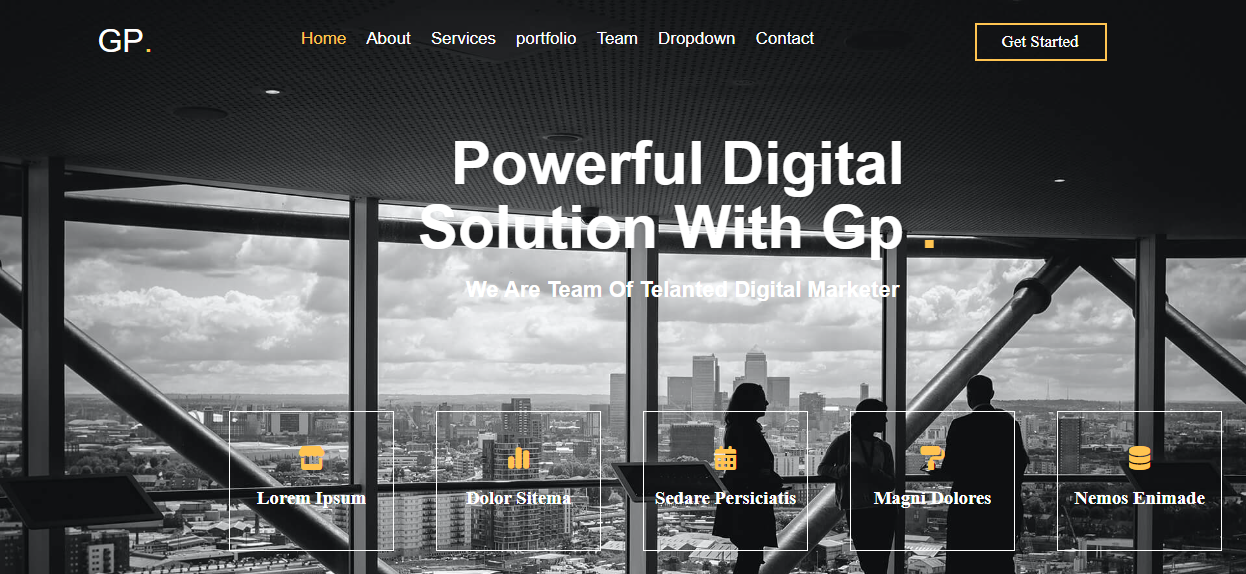 GP.
Home About Services portfolio Team Dropdown Contact
Get Started
Powerful Digital
Solution With Gp .
We Are Team Of Telanted Digital Marketer
Lorem Ipsum
Dolor Sitema
Sedare Persiciatis
Magni Dolores
Nemos Enimade